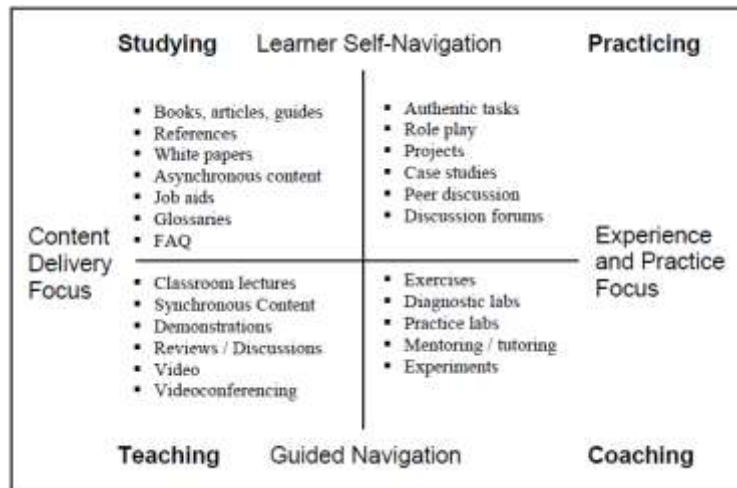 Studying Learner Self-Navigation Practicing
▪ Books, articles, guides
▪ References
▪ White papers
▪ Asynchronous content
▪ Job aids
▪ Glossaries
▪ FAQ
▪ Authentic tasks
▪ Role play
▪ Projects
▪ Case studies
▪ Peer discussion
▪ Discussion forums
Content
Delivery
Focus
Experience
and Practice
Focus
▪ Classroom lectures
▪ Synchronous Content
▪ Demonstrations
▪ Reviews / Discussions
▪ Video
▪ Videoconferencing
▪ Exercises
▪ Diagnostic labs
▪ Practice labs
▪ Mentoring / tutoring
▪ Experiments
Teaching Guided Navigation Coaching